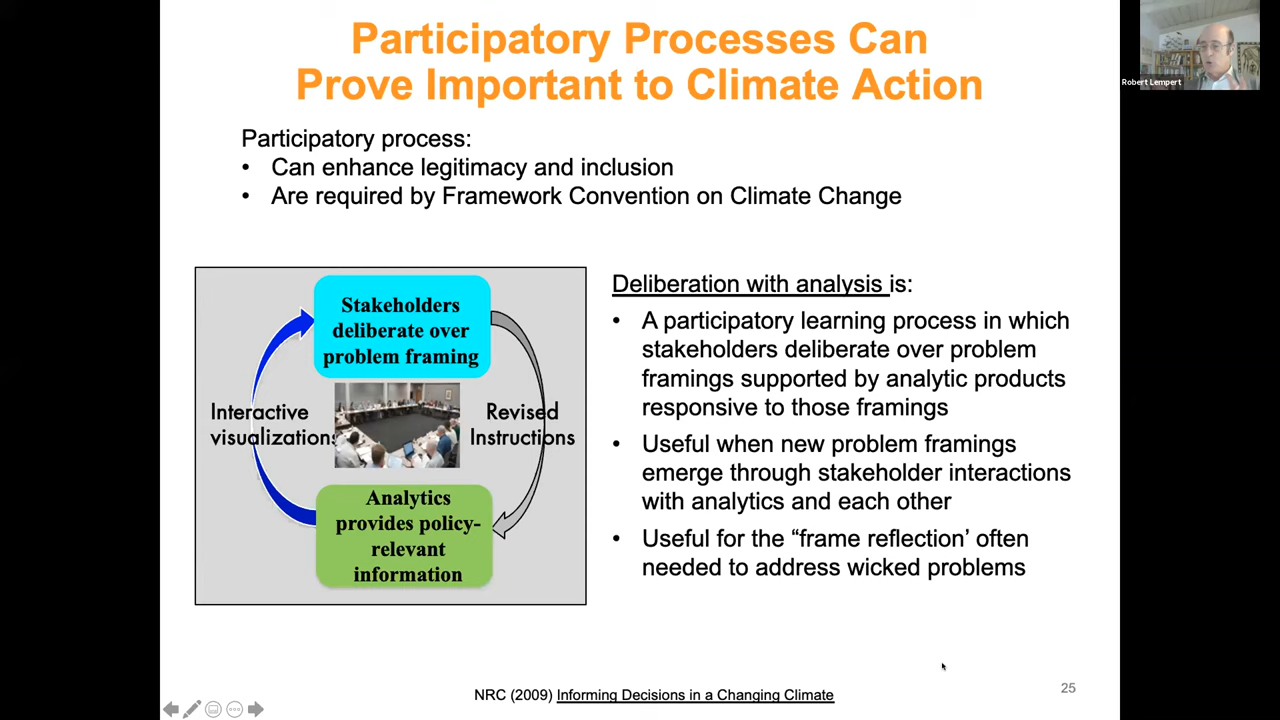 Participatory Processes Can
Prove Important to Climate Action
Robert Lempert
Participatory process:
• Can enhance legitimacy and inclusion
• Are required by Framework Convention on Climate Change
Stakeholders
deliberate over
problem framing
Interactive
visualizations
Revised
Instructions
Analytics
provides policy-
relevant
information
Deliberation with analysis is:
• A participatory learning process in which
stakeholders deliberate over problem
framings supported by analytic products
responsive to those framings
• Useful when new problem framings
emerge through stakeholder interactions
with analytics and each other
• Useful for the “frame reflection’ often
needed to address wicked problems
NRC (2009) Informing Decisions in a Changing Climate
25